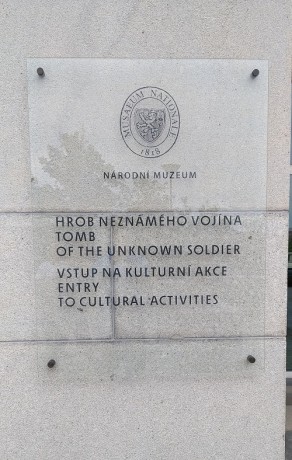 MUSAEUM NATIONALE
1818
NÁRODNÍ MUZEUM
HROB NEZNÁMÉHO VOJÍNA
TOMB
OF THE UNKNOWN SOLDIER
VSTUP NA KULTURNÍ AKCE
ENTRY
TO CULTURAL ACTIVITIES